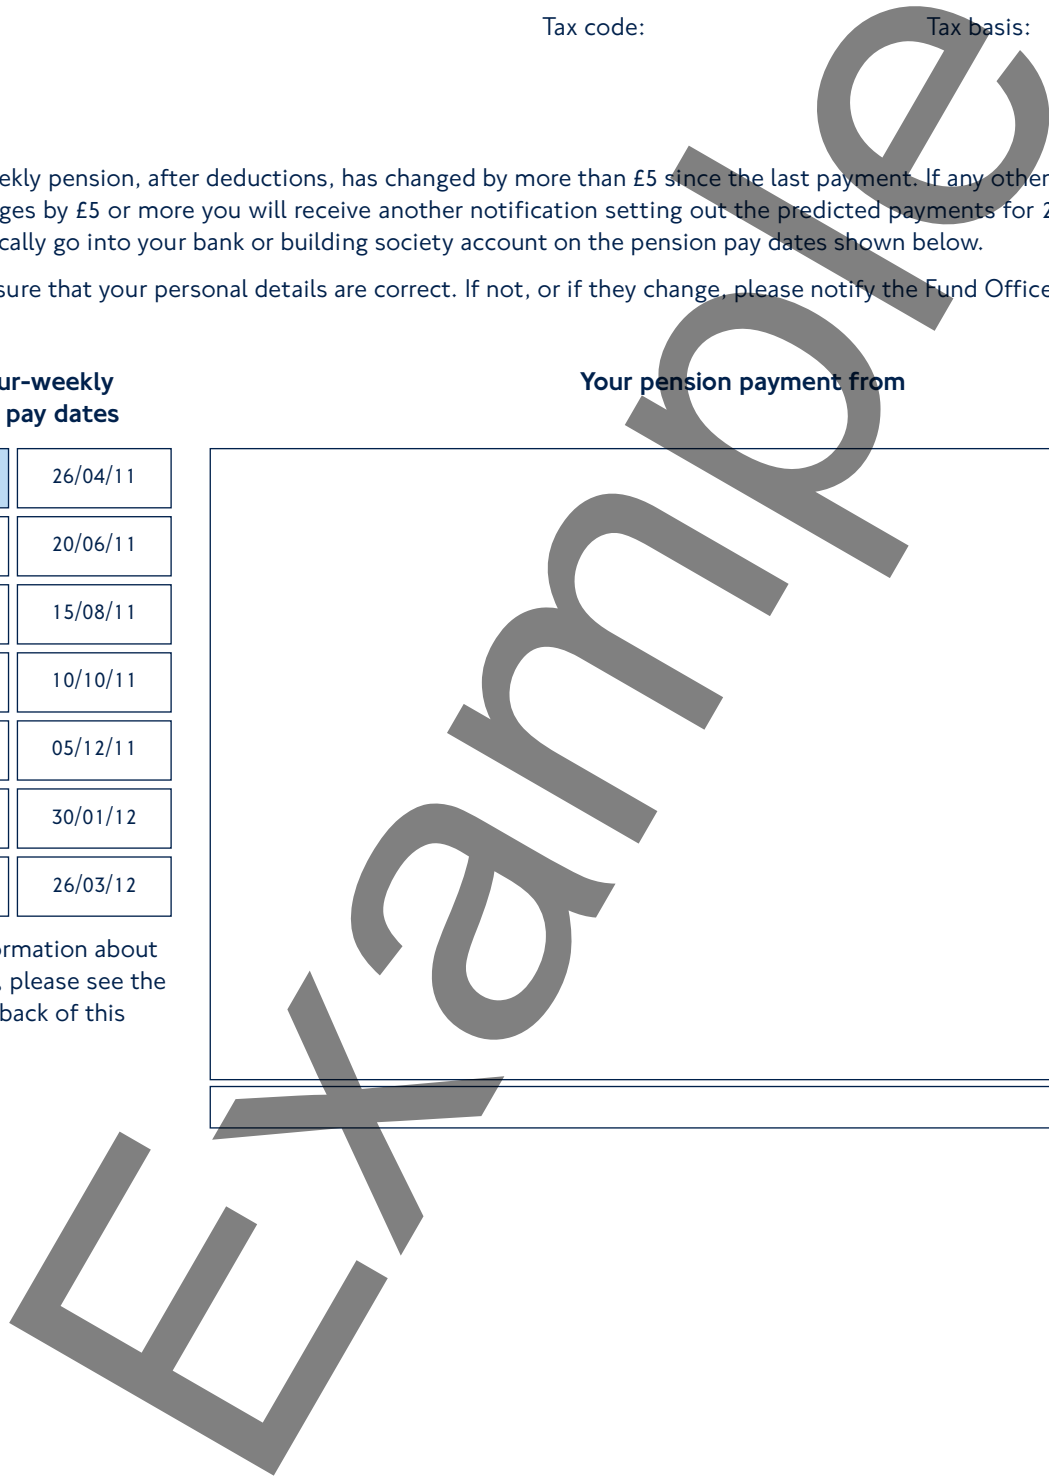 Tax code: Tax basis:
ekly pension, after deductions, has changed by more than £5 since the last payment. If any other
ges by £5 or more you will receive another notification setting out the predicted payments for 2
cally go into your bank or building society account on the pension pay dates shown below.
sure that your personal details are correct. If not, or if they change, please notify the Fund Office
ur-weekly
pay dates
Your pension payment from
26/04/11
20/06/11
15/08/11
10/10/11
05/12/11
30/01/12
26/03/12
ormation about
, please see the
back of this
Example